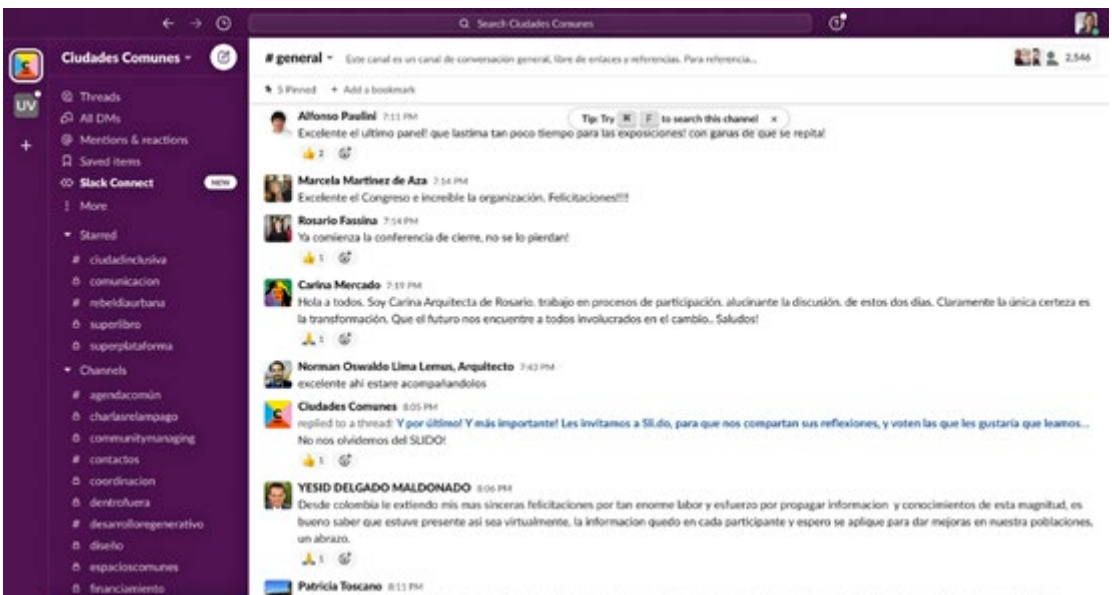 Search Ciudades Comunes
Ciudades Comunes
UV
Threads
All DMs
Mentions & reactions
Saved items
Slack Connect NEW
More
Starred
# ciudadinclusiva
comunicacion
# rebeldiaurbana
superlibro
superplataforma
Channels
# agendacomún
charlasrelampago
communitymanaging
# contactos
coordinacion
dentrofuera
# desarrolloregenerativo
diseño
espacioscomunes
financiamiento
# general Este canal es un canal de conversación general, libre de enlaces y referencias. Para referencia... 2,546
5 Pinned + Add a bookmark
Tip: Try ⌘ F to search this channel ×
Alfonso Paulini 7:11 PM
Excelente el ultimo panel! que lastima tan poco tiempo para las exposiciones! con ganas de que se repita!
2
Marcela Martinez de Aza 7:14 PM
Excelente el Congreso e increible la organización. Felicitaciones!!!!
Rosario Fassina 7:14 PM
Ya comienza la conferencia de cierre, no se lo pierdan!
1
Carina Mercado 7:19 PM
Hola a todos. Soy Carina Arquitecta de Rosario. trabajo en procesos de participación. alucinante la discusión. de estos dos dias. Claramente la única certeza es
la transformación. Que el futuro nos encuentre a todos involucrados en el cambio.. Saludos!
1
Norman Oswaldo Lima Lemus, Arquitecto 7:43 PM
excelente ahi estare acompañandolos
Ciudades Comunes 8:05 PM
replied to a thread: Y por último! Y más importante! Les invitamos a Sli.do, para que nos compartan sus reflexiones, y voten las que les gustaría que leamos...
No nos olvidemos del SLIDO!
1
YESID DELGADO MALDONADO 8:06 PM
Desde colombia le extiendo mis mas sinceras felicitaciones por tan enorme labor y esfuerzo por propagar informacion y conocimientos de esta magnitud, es
bueno saber que estuve presente asi sea virtualmente, la informacion quedo en cada participante y espero se aplique para dar mejoras en nuestra poblaciones,
un abrazo.
1
Patricia Toscano 8:11 PM